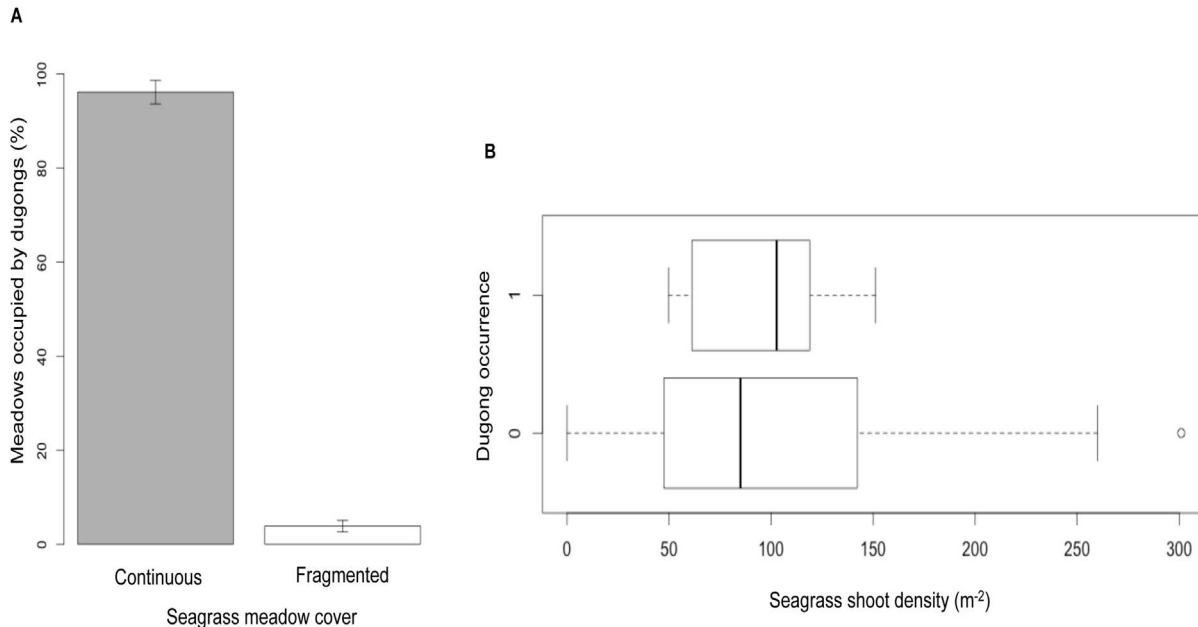 A
Meadows occupied by dugongs (%)
100
80
60
40
20
0
Continuous
Fragmented
Seagrass meadow cover
B
Dugong occurrence
1
0
0 50 100 150 200 250 300
Seagrass shoot density (m-2)